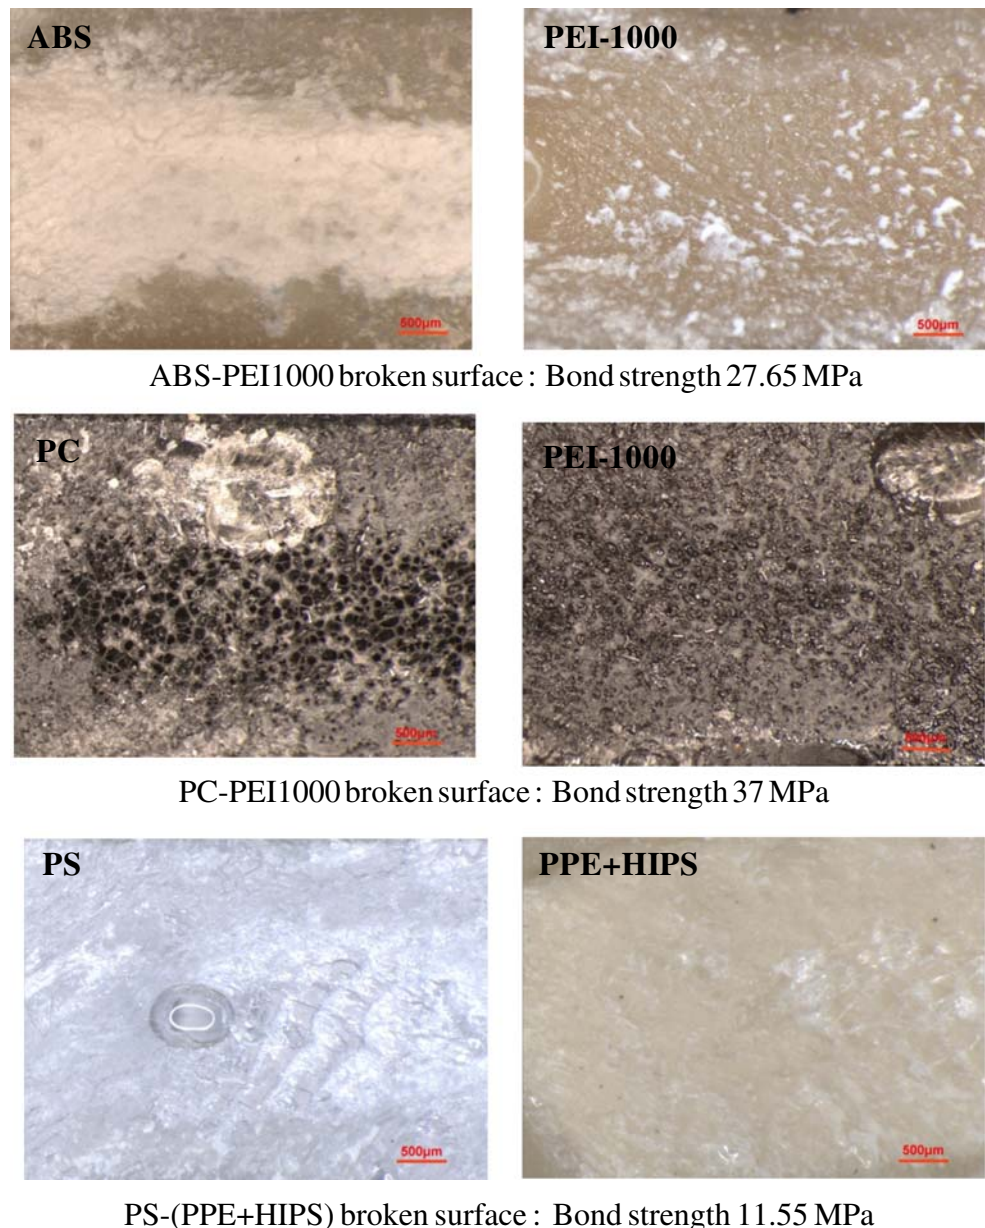 ABS
PEI-1000
500µm
500µm
ABS-PEI1000 broken surface : Bond strength 27.65 MPa
PC
PEI-1000
500µm
500µm
PC-PEI1000 broken surface : Bond strength 37 MPa
PS
PPE+HIPS
500µm
500µm
PS-(PPE+HIPS) broken surface : Bond strength 11.55 MPa